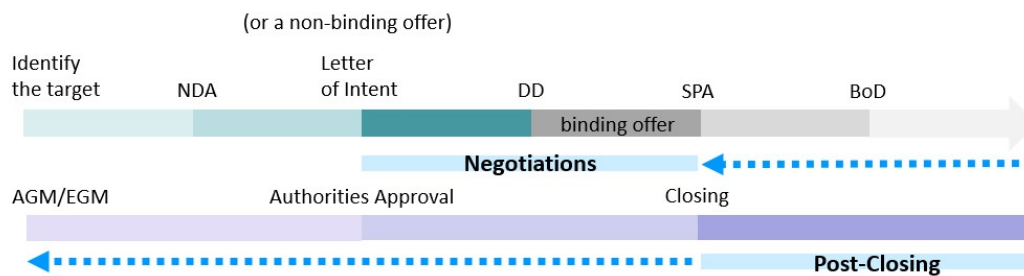 (or a non-binding offer)
Identify
the target
NDA
Letter
of Intent
DD
SPA
BoD
binding offer
Negotiations
AGM/EGM
Authorities Approval
Closing
Post-Closing